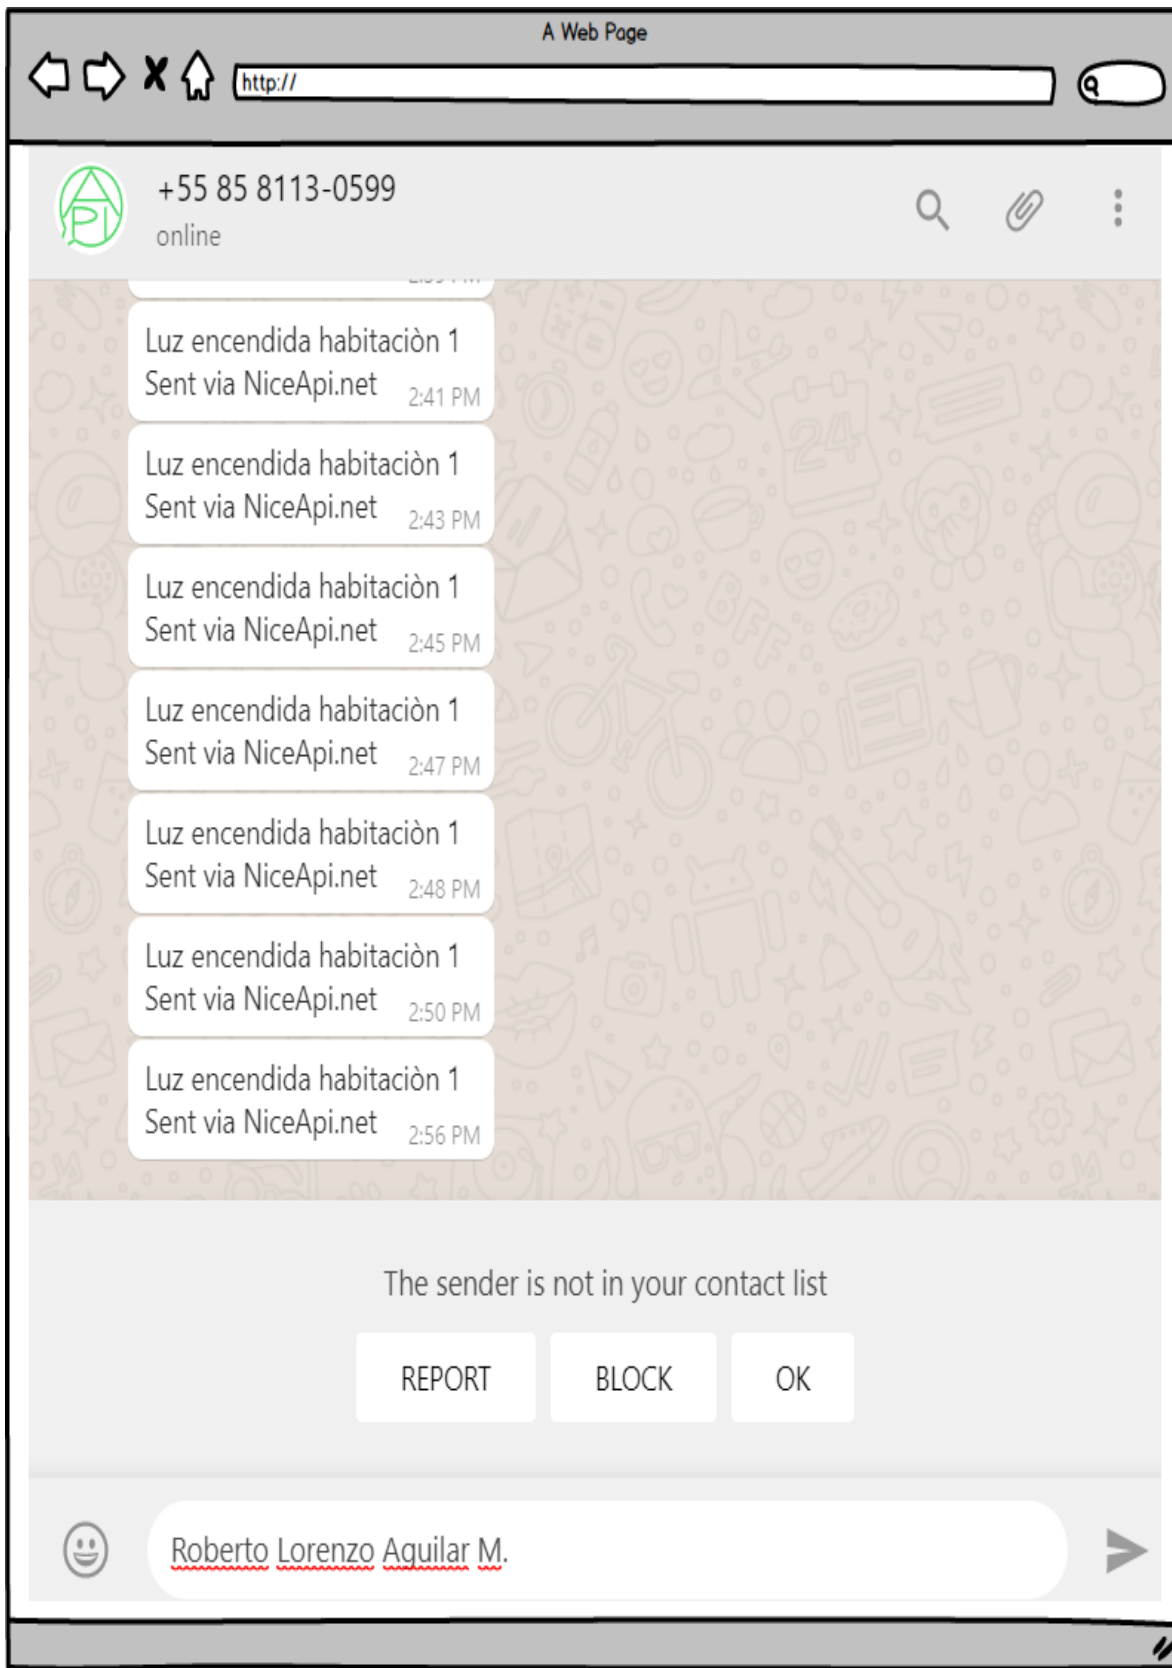 A Web Page
http://
API
+55 85 8113-0599
online
Luz encendida habitaciòn 1
Sent via NiceApi.net 2:41 PM
Luz encendida habitaciòn 1
Sent via NiceApi.net 2:43 PM
Luz encendida habitaciòn 1
Sent via NiceApi.net 2:45 PM
Luz encendida habitaciòn 1
Sent via NiceApi.net 2:47 PM
Luz encendida habitaciòn 1
Sent via NiceApi.net 2:48 PM
Luz encendida habitaciòn 1
Sent via NiceApi.net 2:50 PM
Luz encendida habitaciòn 1
Sent via NiceApi.net 2:56 PM
24
BFF
The sender is not in your contact list
REPORT BLOCK OK
Roberto Lorenzo Aguilar M.